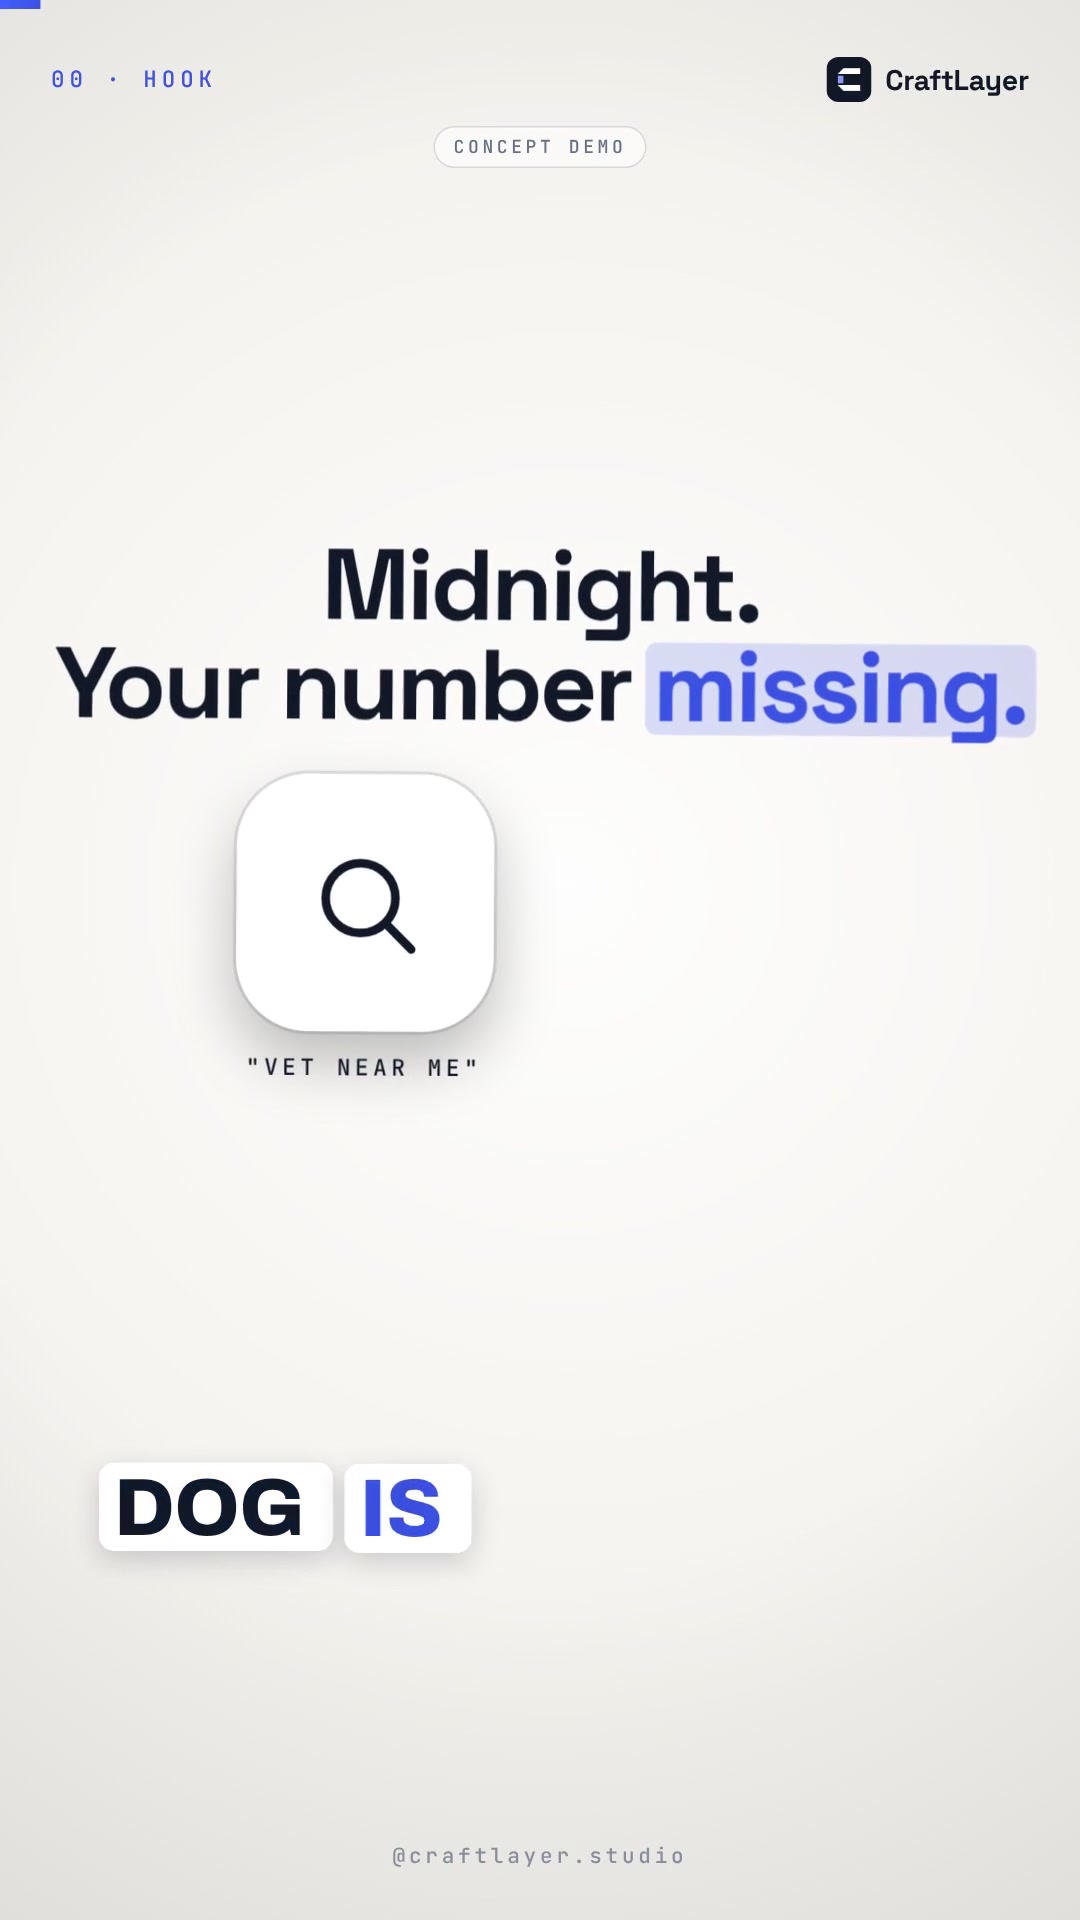 00 · HOOK
CraftLayer
CONCEPT DEMO
Midnight.
Your number missing.
"VET NEAR ME"
DOG IS
@craftlayer.studio